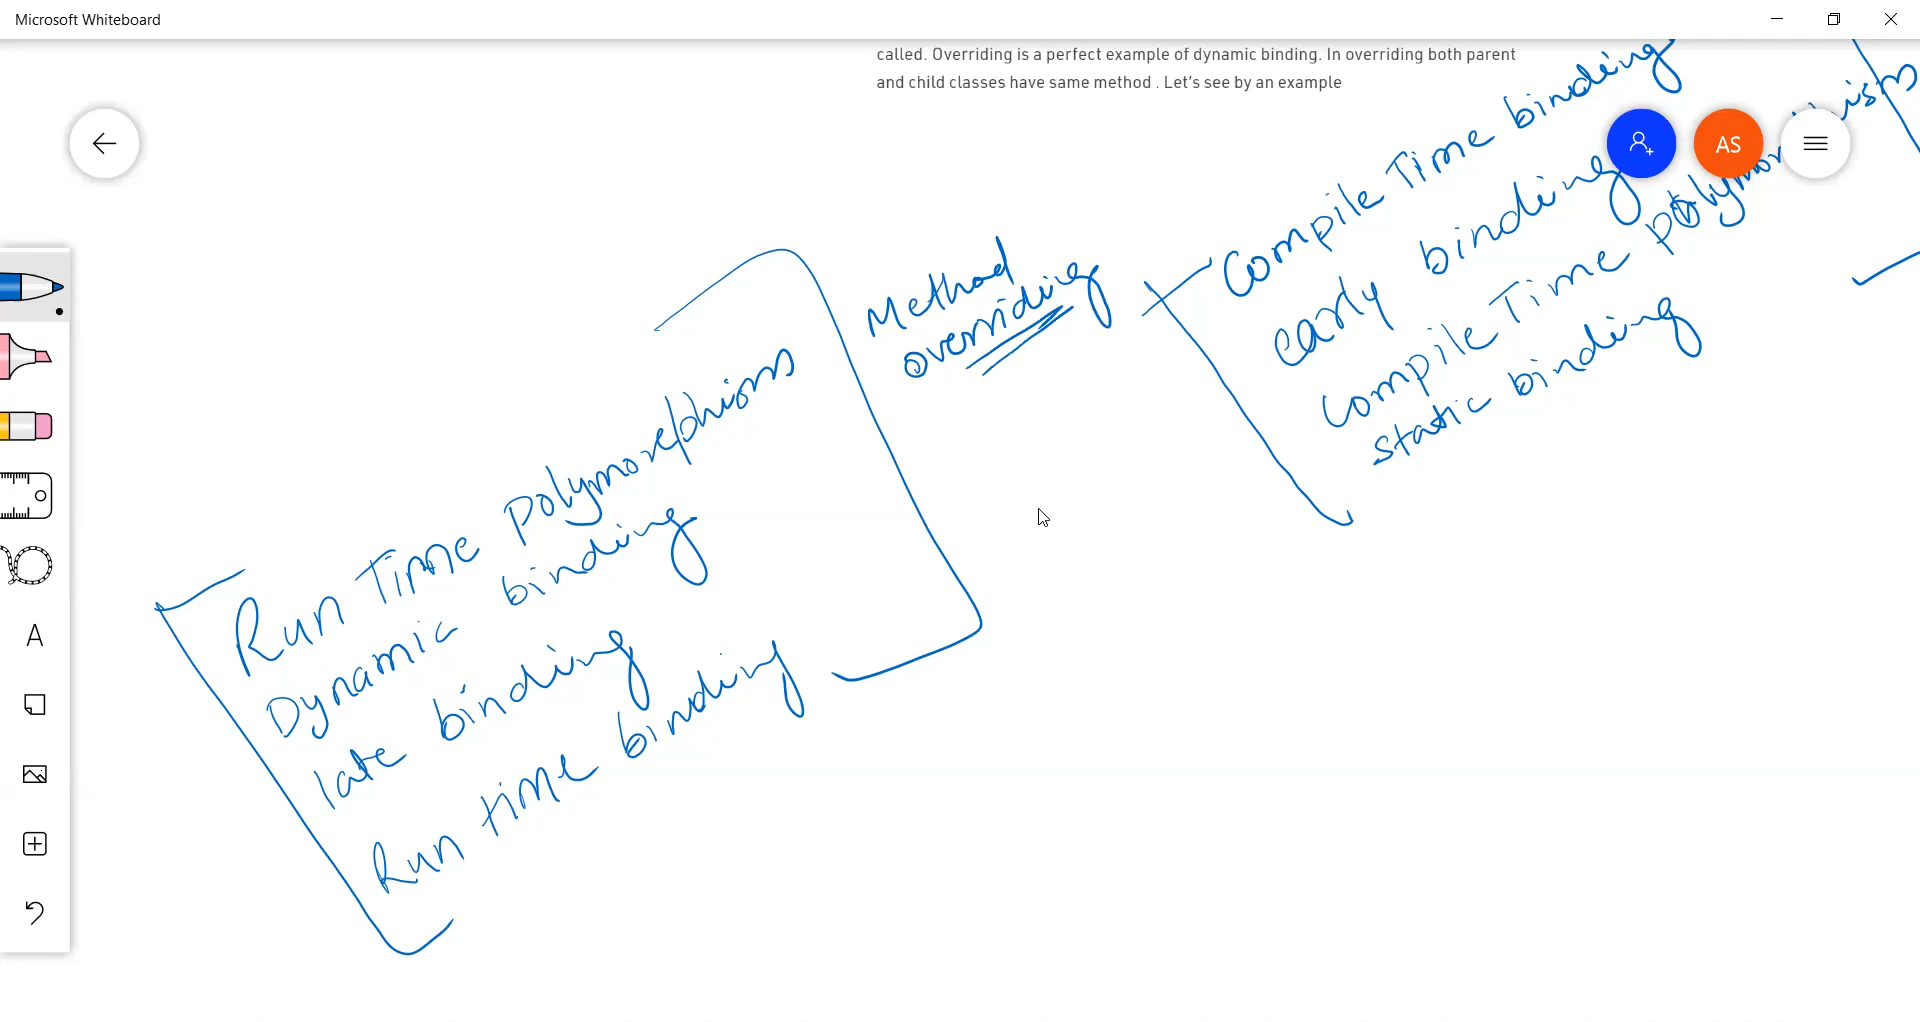 Microsoft Whiteboard
called. Overriding is a perfect example of dynamic binding. In overriding both parent
and child classes have same method . Let's see by an example
AS
Compile Time binding
early binding
Compile Time
static binding
Method
overriding
Run Time Polymorephisms
Dynamic binding
late binding
Run time binding
A